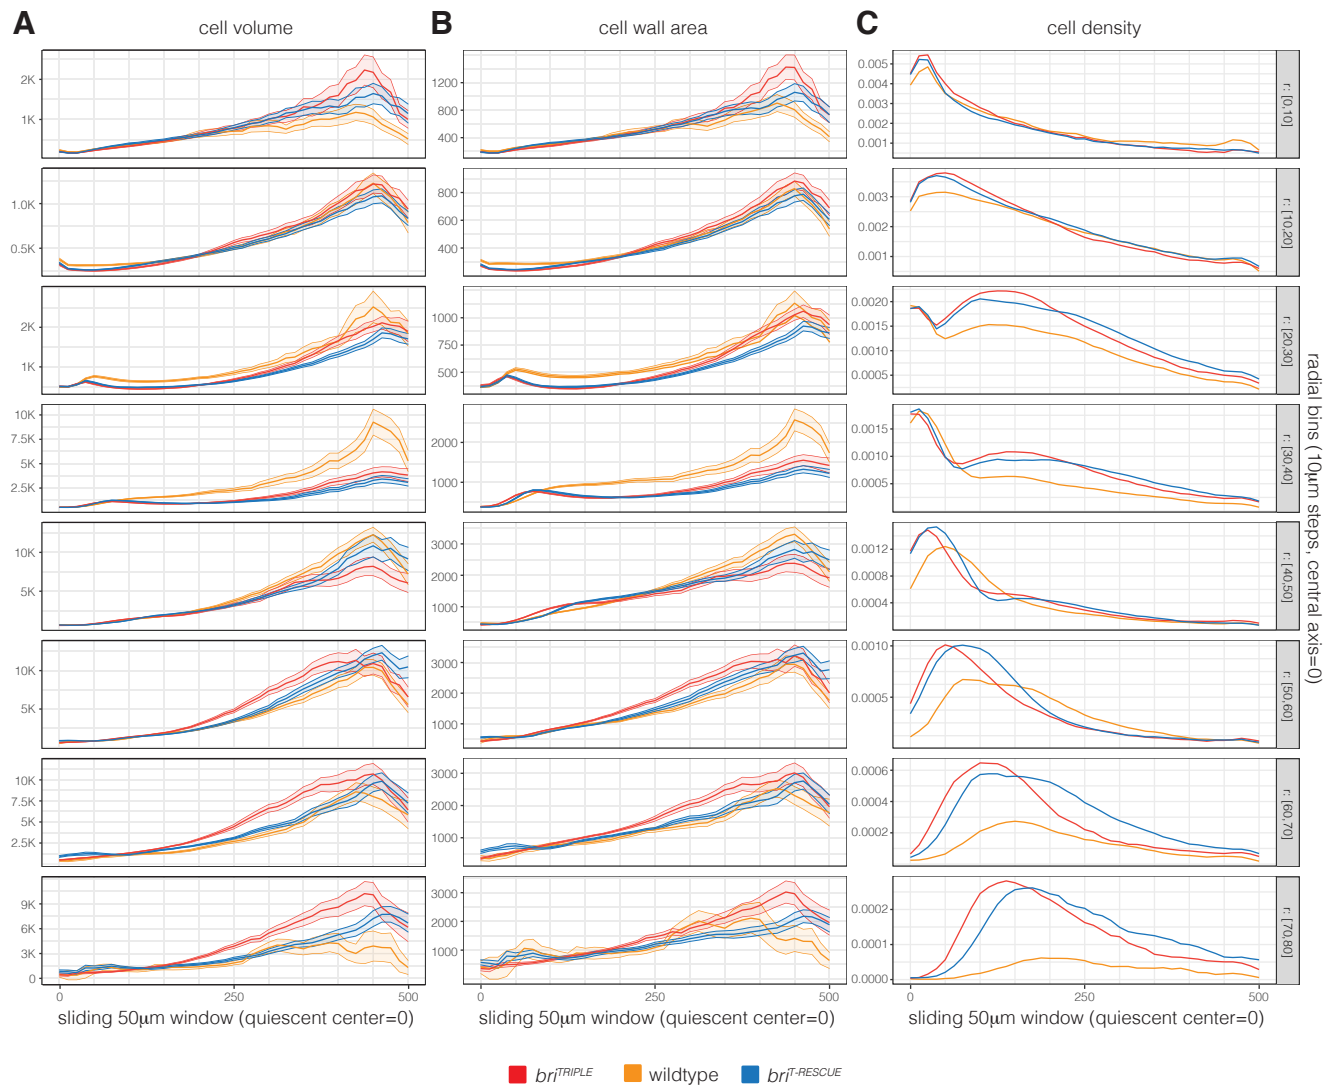 A cell volume B cell wall area C cell density
2K
1K
1200
800
400
0.005
0.004
0.003
0.002
0.001
r: [0,10]
1.0K
0.5K
800
600
400
0.003
0.002
0.001
r: [10,20]
2K
1K
1000
750
500
0.0020
0.0015
0.0010
0.0005
r: [20,30]
10K
7.5K
5K
2.5K
2000
1000
0.0015
0.0010
0.0005
r: [30,40]
10K
5K
3000
2000
1000
0.0012
0.0008
0.0004
r: [40,50]
10K
5K
3000
2000
1000
0.0010
0.0005
r: [50,60]
10K
7.5K
5K
2.5K
3000
2000
1000
0.0006
0.0004
0.0002
r: [60,70]
9K
6K
3K
0
3000
2000
1000
0.0002
0.0001
0.0000
r: [70,80]
radial bins (10μm steps, central axis=0)
0 250 500 0 250 500 0 250 500
sliding 50μm window (quiescent center=0) sliding 50μm window (quiescent center=0) sliding 50μm window (quiescent center=0)
bri^TRIPLE wildtype bri^T-RESCUE